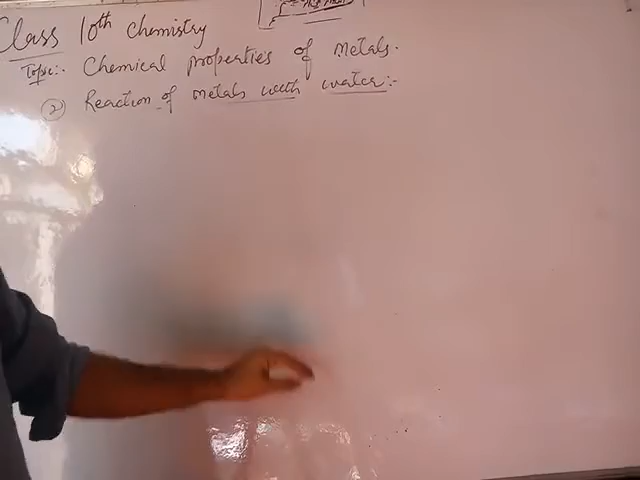 Class 10th Chemistry
Topic:- Chemical properties of Metals.
② Reaction of metals with water:-